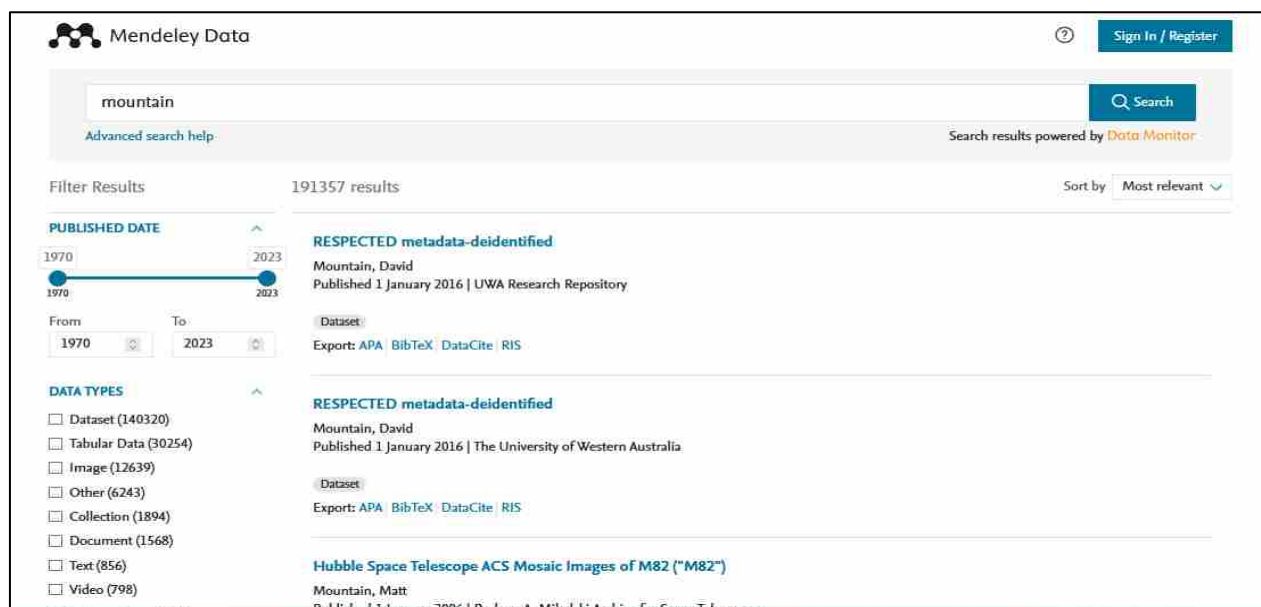 Mendeley Data
Sign In / Register
mountain
Search
Advanced search help
Search results powered by Data Monitor
Filter Results
191357 results
Sort by Most relevant
PUBLISHED DATE
1970 2023
1970 2023
From To
1970 2023
DATA TYPES
Dataset (140320)
Tabular Data (30254)
Image (12639)
Other (6243)
Collection (1894)
Document (1568)
Text (856)
Video (798)
RESPECTED metadata-deidentified
Mountain, David
Published 1 January 2016 | UWA Research Repository
Dataset
Export: APA | BibTeX | DataCite | RIS
RESPECTED metadata-deidentified
Mountain, David
Published 1 January 2016 | The University of Western Australia
Dataset
Export: APA | BibTeX | DataCite | RIS
Hubble Space Telescope ACS Mosaic Images of M82 ("M82")
Mountain, Matt